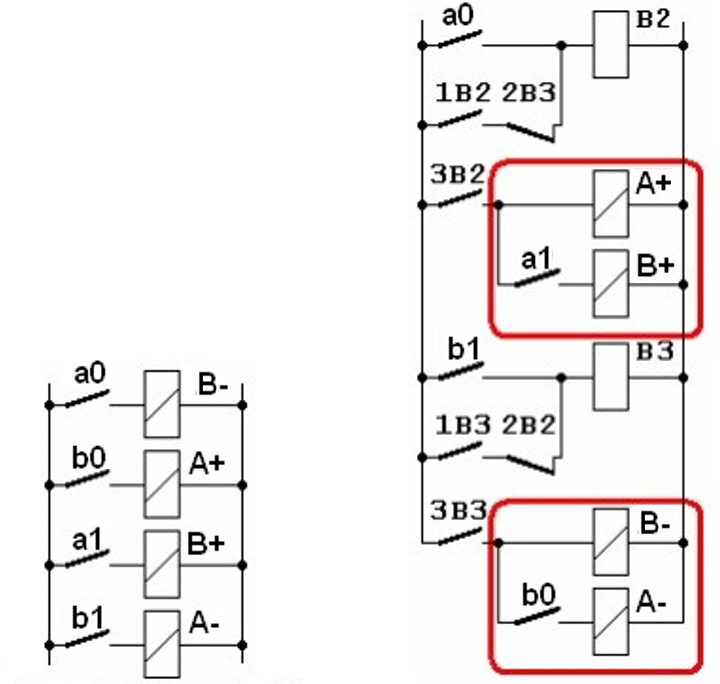 a0
B-
b0
A+
a1
B+
b1
A-
a0
B2
1B2 2B3
3B2
A+
a1
B+
b1
B3
1B3 2B2
3B3
B-
b0
A-